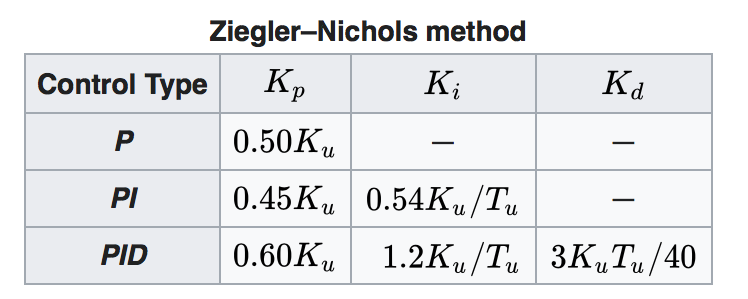 Ziegler–Nichols method
Control Type K_p K_i K_d
P 0.50K_u – –
PI 0.45K_u 0.54K_u/T_u –
PID 0.60K_u 1.2K_u/T_u 3K_uT_u/40